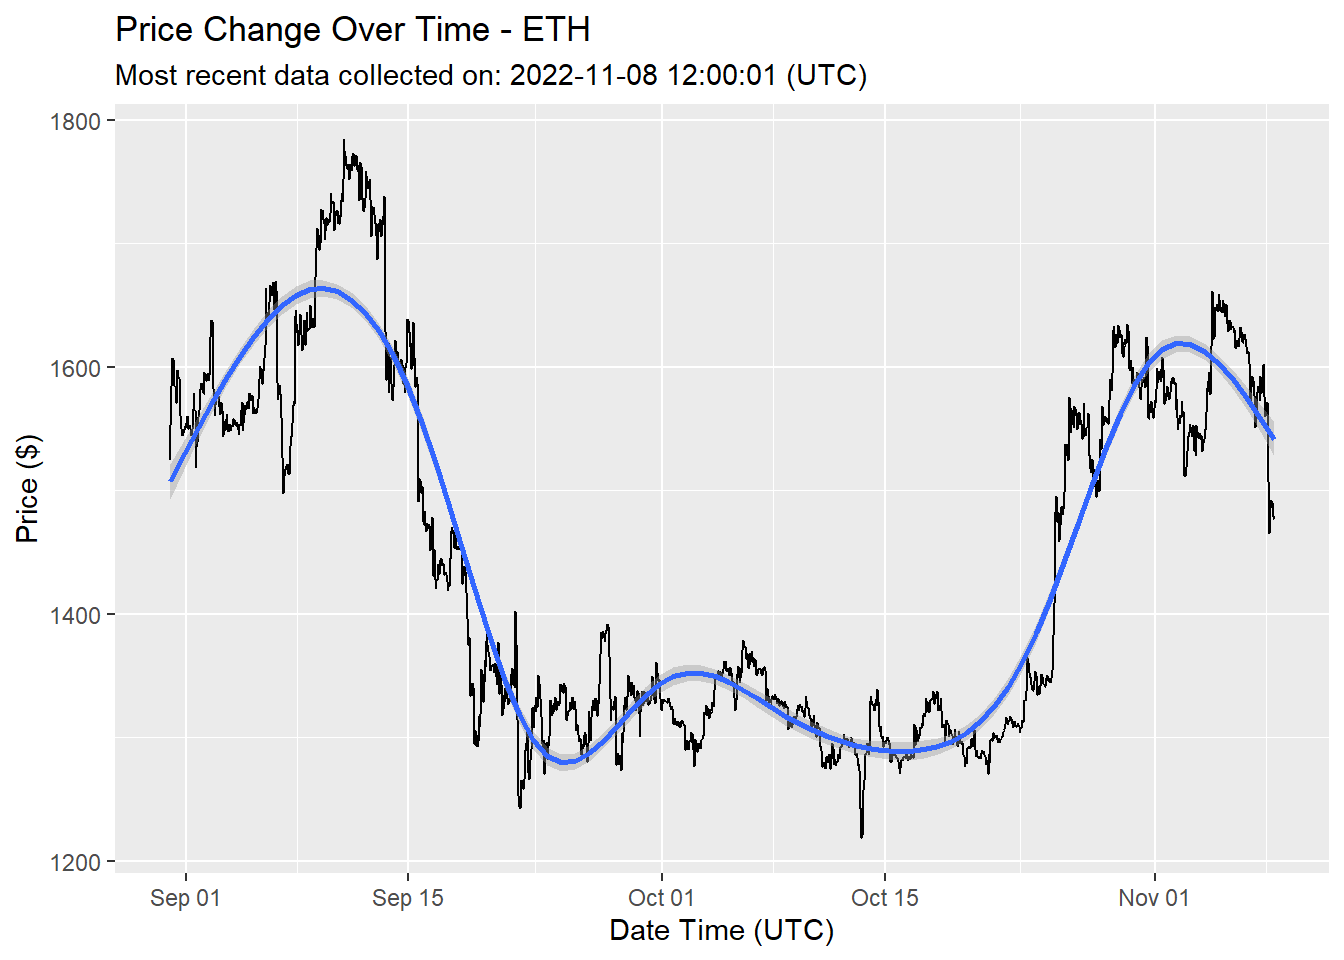 Price Change Over Time - ETH
Most recent data collected on: 2022-11-08 12:00:01 (UTC)
1800
1600
1400
1200
Price ($)
Sep 01
Sep 15
Oct 01
Oct 15
Nov 01
Date Time (UTC)